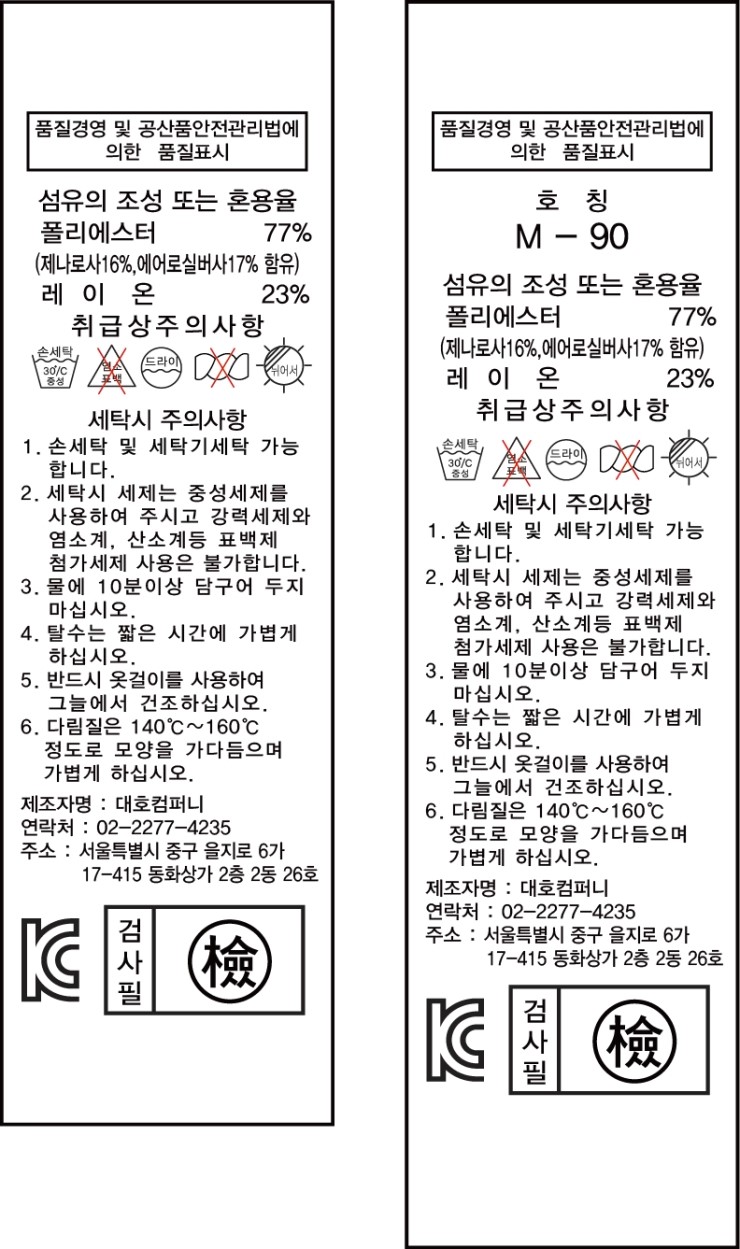 품질경영 및 공산품안전관리법에
의한 품질표시
섬유의 조성 또는 혼용율
폴리에스터 77%
(제나로사16%,에어로실버사17% 함유)
레 이 온 23%
취급상주의사항
손세탁
30℃
중성
염소
표백
드라이
뉘어서
세탁시 주의사항
1. 손세탁 및 세탁기세탁 가능
합니다.
2. 세탁시 세제는 중성세제를
사용하여 주시고 강력세제와
염소계, 산소계등 표백제
첨가세제 사용은 불가합니다.
3. 물에 10분이상 담구어 두지
마십시오.
4. 탈수는 짧은 시간에 가볍게
하십시오.
5. 반드시 옷걸이를 사용하여
그늘에서 건조하십시오.
6. 다림질은 140℃~160℃
정도로 모양을 가다듬으며
가볍게 하십시오.
제조자명 : 대호컴퍼니
연락처 : 02-2277-4235
주소 : 서울특별시 중구 을지로 6가
17-415 동화상가 2층 2동 26호
검사필
檢
품질경영 및 공산품안전관리법에
의한 품질표시
호 칭
M - 90
섬유의 조성 또는 혼용율
폴리에스터 77%
(제나로사16%,에어로실버사17% 함유)
레 이 온 23%
취급상주의사항
손세탁
30℃
중성
염소
표백
드라이
뉘어서
세탁시 주의사항
1. 손세탁 및 세탁기세탁 가능
합니다.
2. 세탁시 세제는 중성세제를
사용하여 주시고 강력세제와
염소계, 산소계등 표백제
첨가세제 사용은 불가합니다.
3. 물에 10분이상 담구어 두지
마십시오.
4. 탈수는 짧은 시간에 가볍게
하십시오.
5. 반드시 옷걸이를 사용하여
그늘에서 건조하십시오.
6. 다림질은 140℃~160℃
정도로 모양을 가다듬으며
가볍게 하십시오.
제조자명 : 대호컴퍼니
연락처 : 02-2277-4235
주소 : 서울특별시 중구 을지로 6가
17-415 동화상가 2층 2동 26호
검사필
檢